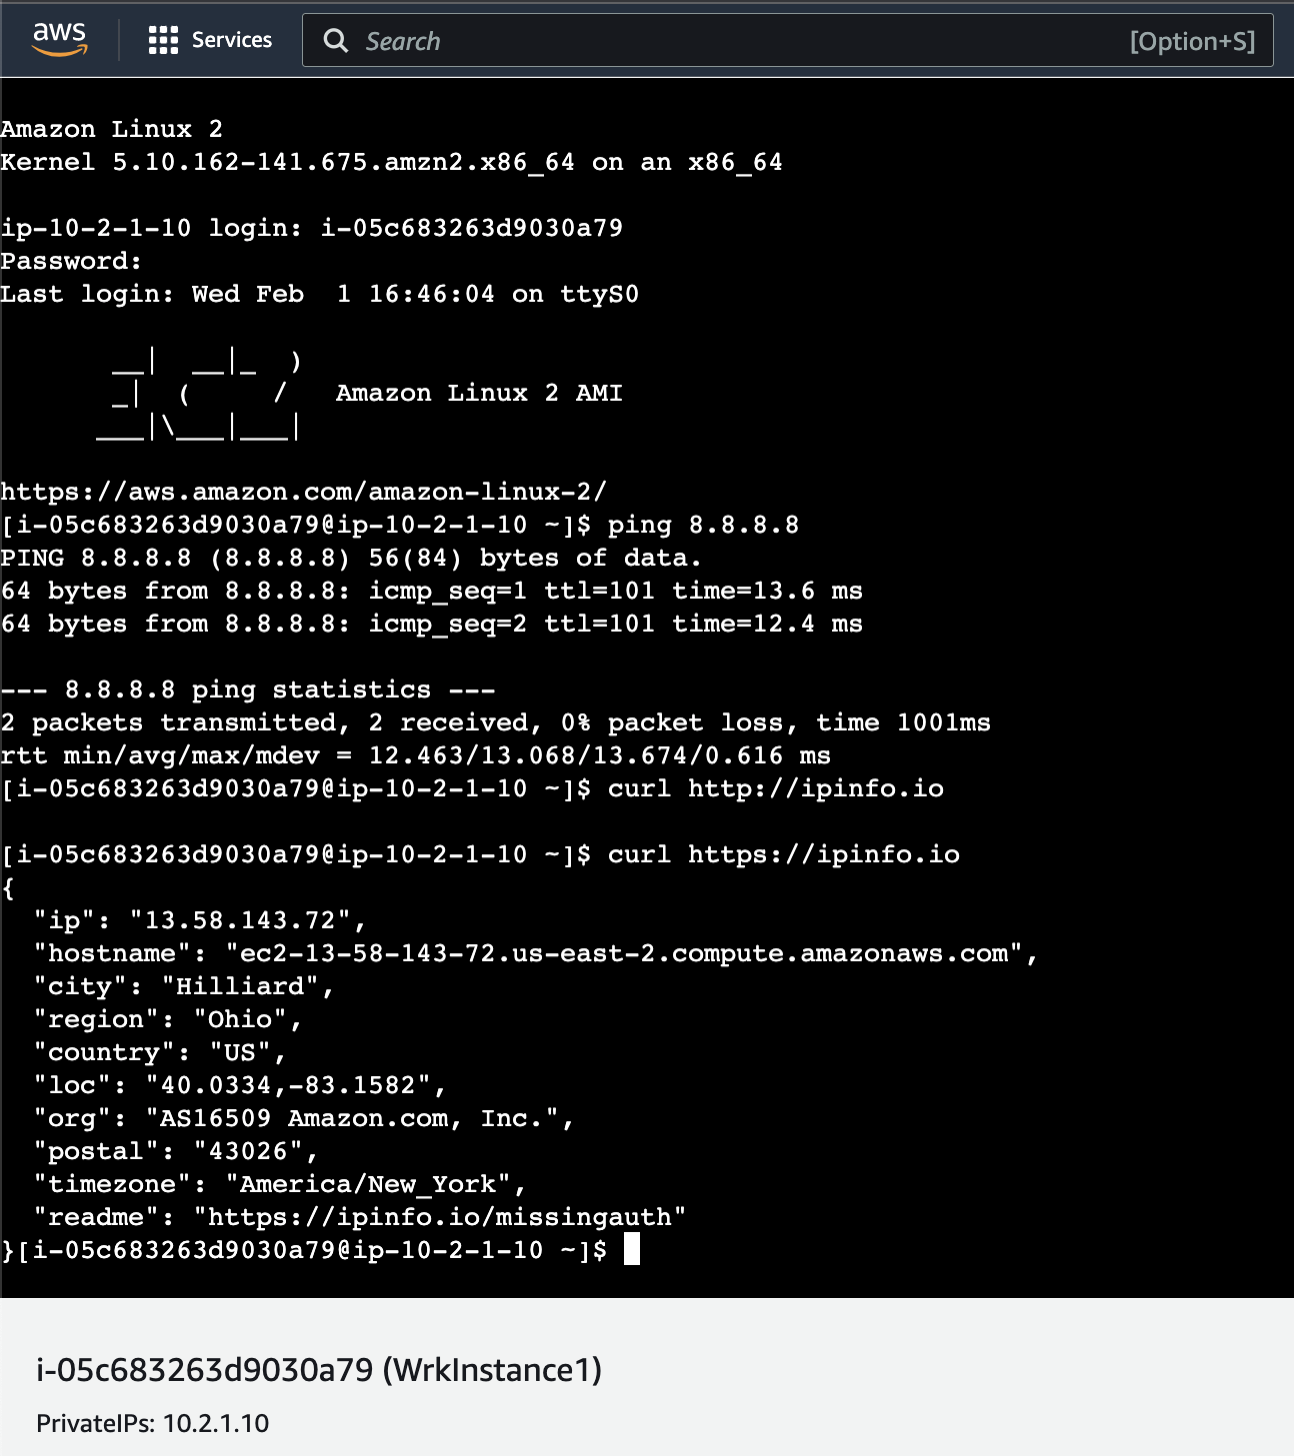 aws
Services
Search
[Option+S]
Amazon Linux 2
Kernel 5.10.162-141.675.amzn2.x86_64 on an x86_64
ip-10-2-1-10 login: i-05c683263d9030a79
Password:
Last login: Wed Feb  1 16:46:04 on ttyS0
       __|  __|_  )
       _|  (     /   Amazon Linux 2 AMI
      ___|\___|___|
https://aws.amazon.com/amazon-linux-2/
[i-05c683263d9030a79@ip-10-2-1-10 ~]$ ping 8.8.8.8
PING 8.8.8.8 (8.8.8.8) 56(84) bytes of data.
64 bytes from 8.8.8.8: icmp_seq=1 ttl=101 time=13.6 ms
64 bytes from 8.8.8.8: icmp_seq=2 ttl=101 time=12.4 ms
--- 8.8.8.8 ping statistics ---
2 packets transmitted, 2 received, 0% packet loss, time 1001ms
rtt min/avg/max/mdev = 12.463/13.068/13.674/0.616 ms
[i-05c683263d9030a79@ip-10-2-1-10 ~]$ curl http://ipinfo.io
[i-05c683263d9030a79@ip-10-2-1-10 ~]$ curl https://ipinfo.io
{
  "ip": "13.58.143.72",
  "hostname": "ec2-13-58-143-72.us-east-2.compute.amazonaws.com",
  "city": "Hilliard",
  "region": "Ohio",
  "country": "US",
  "loc": "40.0334,-83.1582",
  "org": "AS16509 Amazon.com, Inc.",
  "postal": "43026",
  "timezone": "America/New_York",
  "readme": "https://ipinfo.io/missingauth"
}[i-05c683263d9030a79@ip-10-2-1-10 ~]$
i-05c683263d9030a79 (WrkInstance1)
PrivateIPs: 10.2.1.10